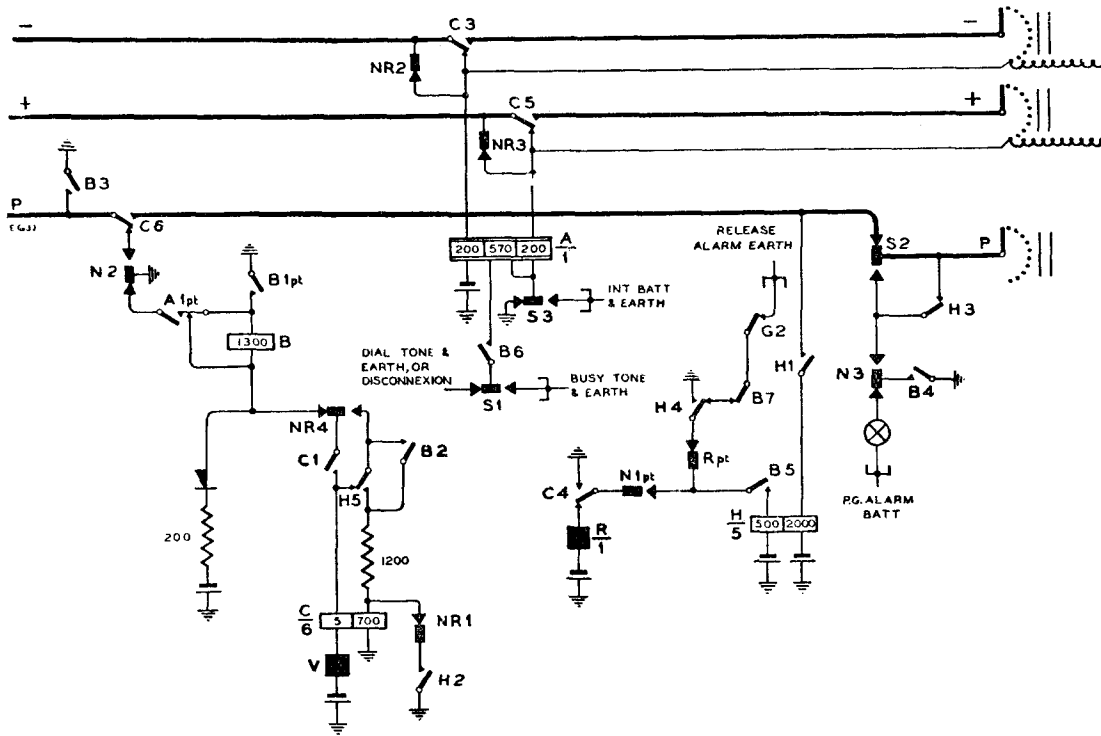 −
C3
−
NR2
+
C5
+
NR3
B3
P
C6
RELEASE
ALARM EARTH
S2
P
N2
A1pt
B1pt
200
570
200
A
1
INT BATT
& EARTH
S3
G2
H3
1300
B
DIAL TONE &
EARTH, OR
DISCONNEXION
B6
S1
BUSY TONE
& EARTH
H1
N3
B4
H4
B7
NR4
C1
B2
Rpt
H5
C4
N1pt
B5
P.G. ALARM
BATT
200
1200
R
1
H
5
500
2000
C
6
5
700
NR1
V
H2